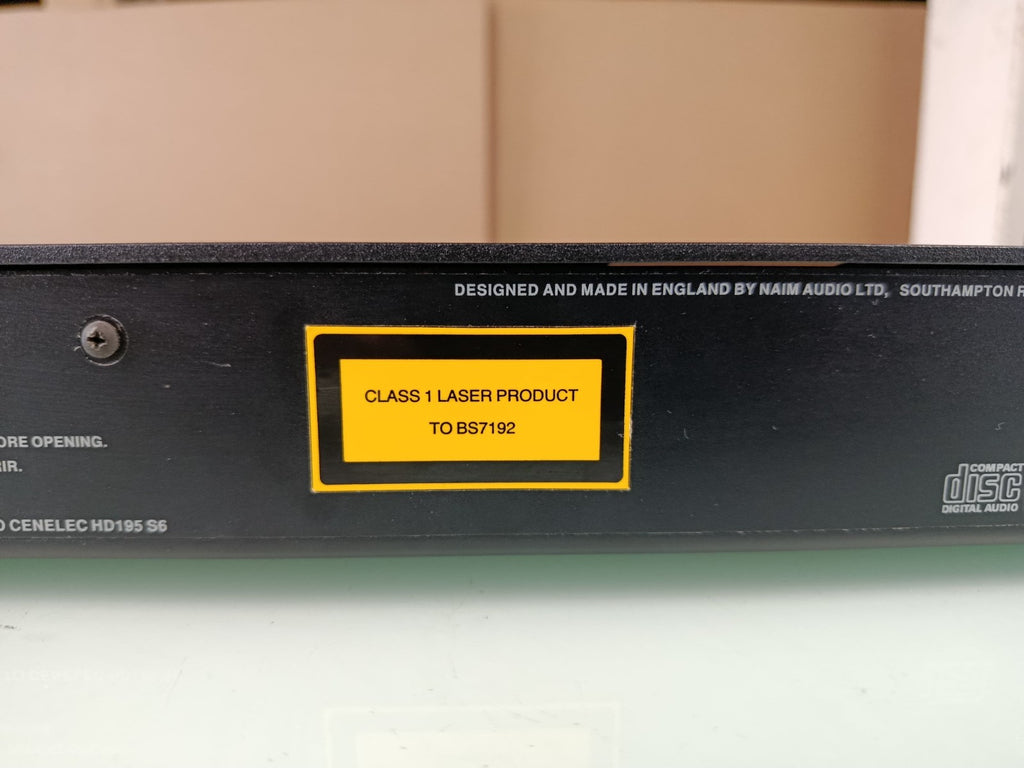 DESIGNED AND MADE IN ENGLAND BY NAIM AUDIO LTD, SOUTHAMPTON
CLASS 1 LASER PRODUCT
TO BS7192
ORE OPENING.
RIR.
CENELEC HD195 S6
COMPACT
disc
DIGITAL AUDIO